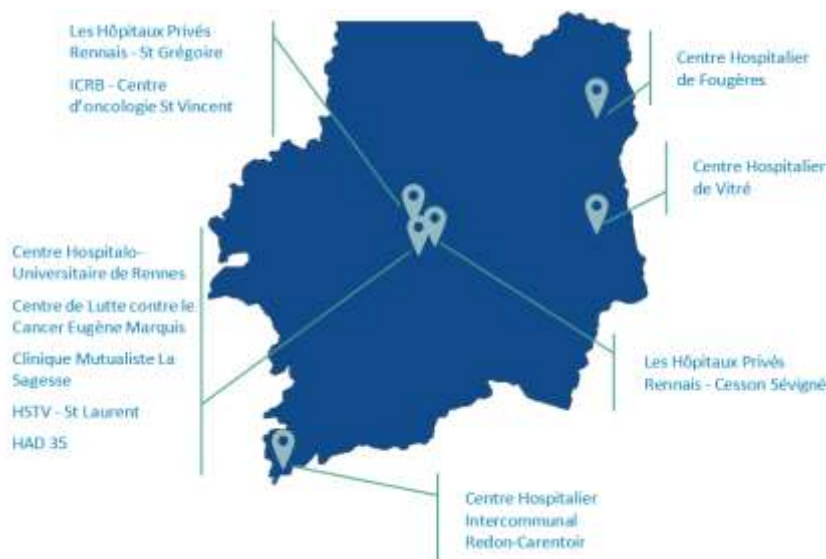 Les Hôpitaux Privés
Rennais - St Grégoire
ICRB - Centre
d'oncologie St Vincent
Centre Hospitalier
de Fougères
Centre Hospitalier
de Vitré
Centre Hospitalo-
Universitaire de Rennes
Centre de Lutte contre le
Cancer Eugène Marquis
Clinique Mutualiste La
Sagesse
HSTV - St Laurent
HAD 35
Les Hôpitaux Privés
Rennais - Cesson Sévigné
Centre Hospitalier
Intercommunal
Redon-Carentoir